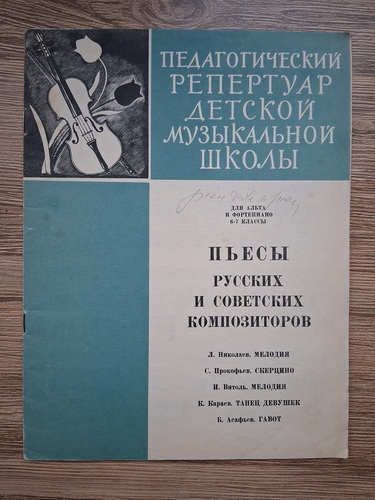 ПЕДАГОГИЧЕСКИЙ
РЕПЕРТУАР
ДЕТСКОЙ
МУЗЫКАЛЬНОЙ
ШКОЛЫ
ДЛЯ АЛЬТА
И ФОРТЕПИАНО
6-7 КЛАССЫ
ПЬЕСЫ
РУССКИХ
И СОВЕТСКИХ
КОМПОЗИТОРОВ
Л. Николаев. МЕЛОДИЯ
С. Прокофьев. СКЕРЦИНО
И. Витоль. МЕЛОДИЯ
К. Караев. ТАНЕЦ ДЕВУШЕК
Б. Асафьев. ГАВОТ